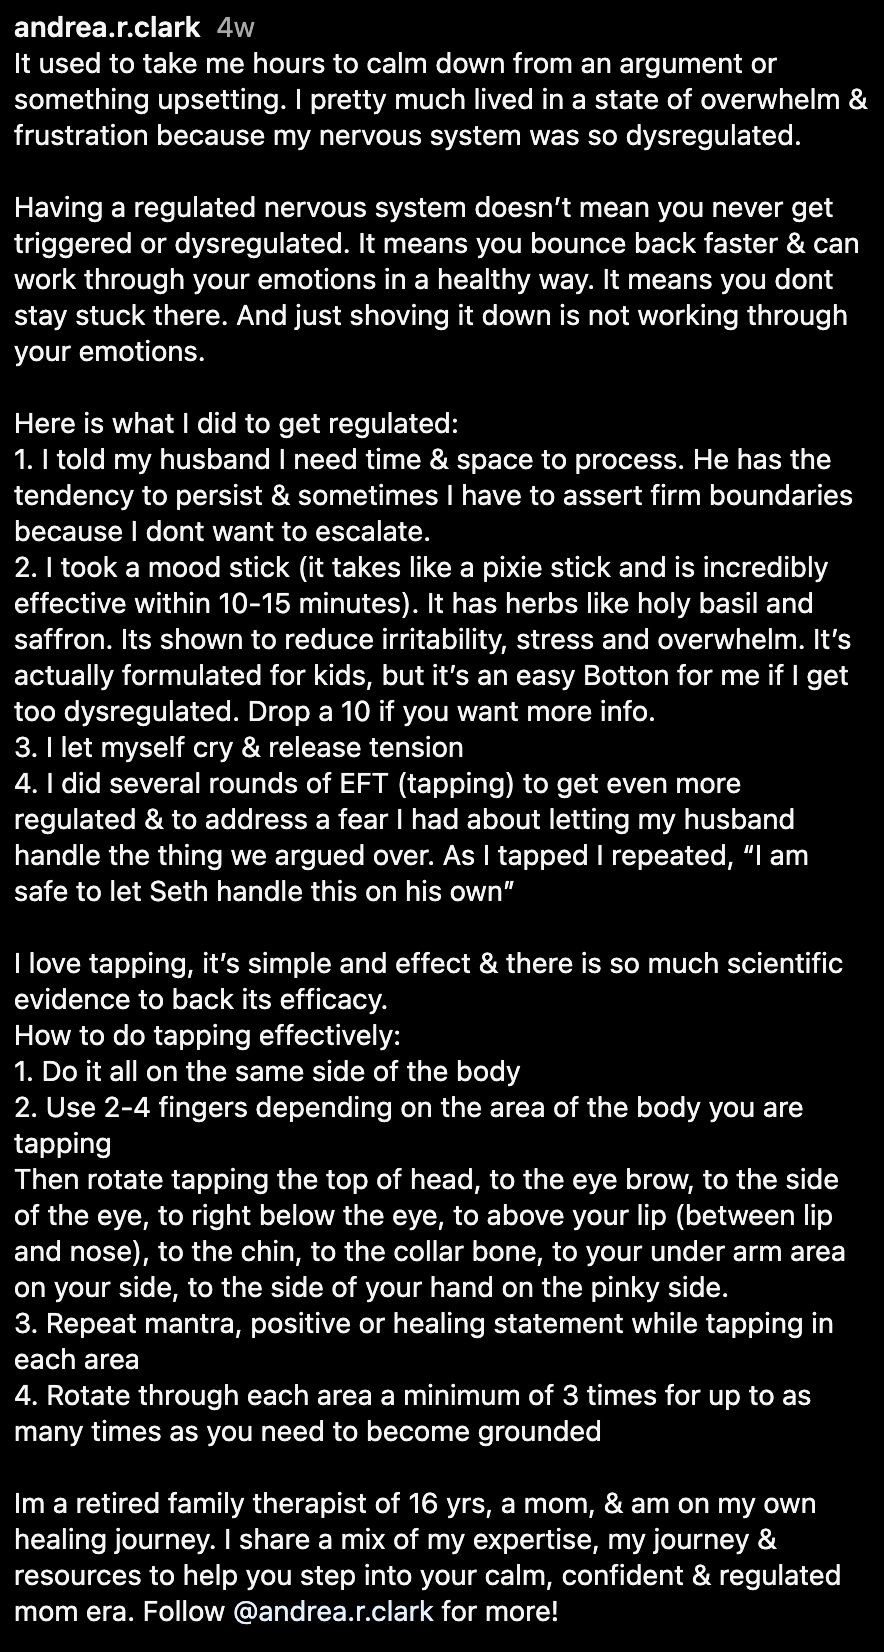 andrea.r.clark 4w
It used to take me hours to calm down from an argument or
something upsetting. I pretty much lived in a state of overwhelm &
frustration because my nervous system was so dysregulated.
Having a regulated nervous system doesn’t mean you never get
triggered or dysregulated. It means you bounce back faster & can
work through your emotions in a healthy way. It means you dont
stay stuck there. And just shoving it down is not working through
your emotions.
Here is what I did to get regulated:
1. I told my husband I need time & space to process. He has the
tendency to persist & sometimes I have to assert firm boundaries
because I dont want to escalate.
2. I took a mood stick (it takes like a pixie stick and is incredibly
effective within 10-15 minutes). It has herbs like holy basil and
saffron. Its shown to reduce irritability, stress and overwhelm. It’s
actually formulated for kids, but it’s an easy Botton for me if I get
too dysregulated. Drop a 10 if you want more info.
3. I let myself cry & release tension
4. I did several rounds of EFT (tapping) to get even more
regulated & to address a fear I had about letting my husband
handle the thing we argued over. As I tapped I repeated, “I am
safe to let Seth handle this on his own”
I love tapping, it’s simple and effect & there is so much scientific
evidence to back its efficacy.
How to do tapping effectively:
1. Do it all on the same side of the body
2. Use 2-4 fingers depending on the area of the body you are
tapping
Then rotate tapping the top of head, to the eye brow, to the side
of the eye, to right below the eye, to above your lip (between lip
and nose), to the chin, to the collar bone, to your under arm area
on your side, to the side of your hand on the pinky side.
3. Repeat mantra, positive or healing statement while tapping in
each area
4. Rotate through each area a minimum of 3 times for up to as
many times as you need to become grounded
Im a retired family therapist of 16 yrs, a mom, & am on my own
healing journey. I share a mix of my expertise, my journey &
resources to help you step into your calm, confident & regulated
mom era. Follow @andrea.r.clark for more!